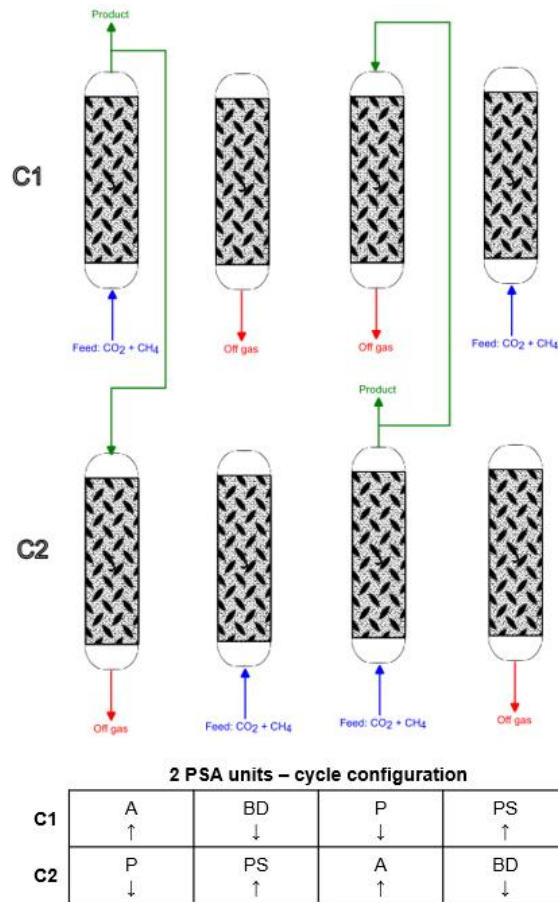 Product
C1
Feed: CO₂ + CH₄
Off gas
Off gas
Feed: CO₂ + CH₄
Product
C2
Off gas
Feed: CO₂ + CH₄
Feed: CO₂ + CH₄
Off gas
2 PSA units – cycle configuration
C1 A BD P PS
↑ ↓ ↓ ↑
C2 P PS A BD
↓ ↑ ↑ ↓